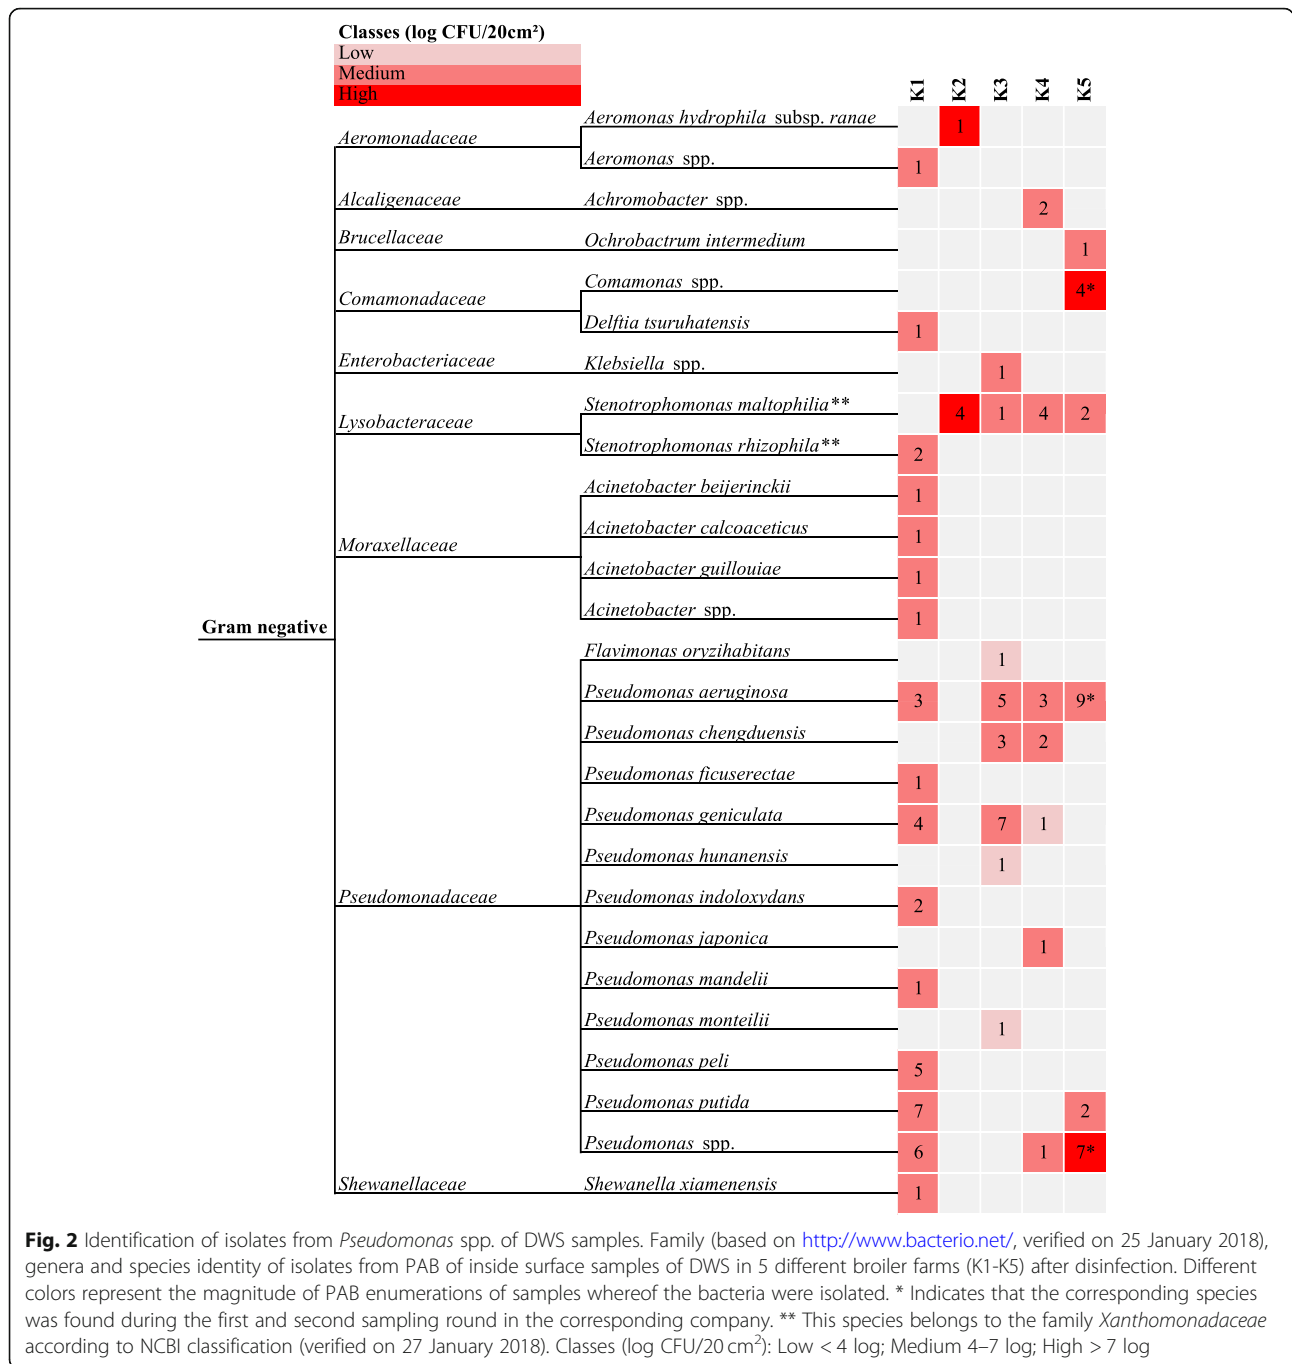 Classes (log CFU/20cm²)
Low
Medium
High
K1 K2 K3 K4 K5
Gram negative
Aeromonadaceae
Aeromonas hydrophila subsp. ranae 1
Aeromonas spp. 1
Alcaligenaceae Achromobacter spp. 2
Brucellaceae Ochrobactrum intermedium 1
Comamonadaceae
Comamonas spp. 4*
Delftia tsuruhatensis 1
Enterobacteriaceae Klebsiella spp. 1
Lysobacteraceae
Stenotrophomonas maltophilia** 4 1 4 2
Stenotrophomonas rhizophila** 2
Moraxellaceae
Acinetobacter beijerinckii 1
Acinetobacter calcoaceticus 1
Acinetobacter guillouiae 1
Acinetobacter spp. 1
Pseudomonadaceae
Flavimonas oryzihabitans 1
Pseudomonas aeruginosa 3 5 3 9*
Pseudomonas chengduensis 3 2
Pseudomonas ficuserectae 1
Pseudomonas geniculata 4 7 1
Pseudomonas hunanensis 1
Pseudomonas indoloxydans 2
Pseudomonas japonica 1
Pseudomonas mandelii 1
Pseudomonas monteilii 1
Pseudomonas peli 5
Pseudomonas putida 7 2
Pseudomonas spp. 6 1 7*
Shewanellaceae Shewanella xiamenensis 1
Fig. 2 Identification of isolates from Pseudomonas spp. of DWS samples. Family (based on http://www.bacterio.net/, verified on 25 January 2018),
genera and species identity of isolates from PAB of inside surface samples of DWS in 5 different broiler farms (K1-K5) after disinfection. Different
colors represent the magnitude of PAB enumerations of samples whereof the bacteria were isolated. * Indicates that the corresponding species
was found during the first and second sampling round in the corresponding company. ** This species belongs to the family Xanthomonadaceae
according to NCBI classification (verified on 27 January 2018). Classes (log CFU/20 cm²): Low < 4 log; Medium 4–7 log; High > 7 log